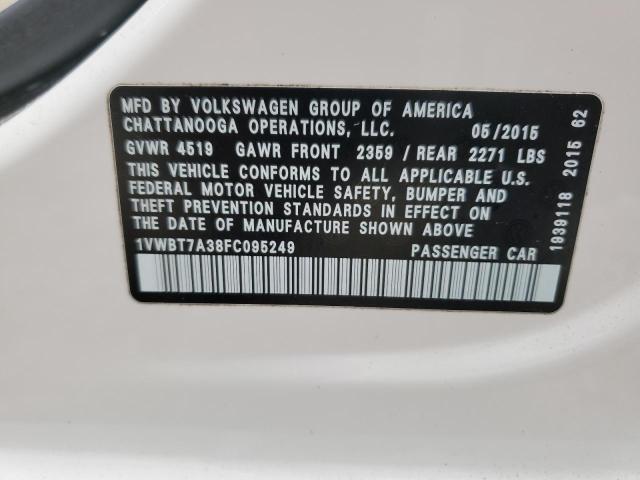 MFD BY VOLKSWAGEN GROUP OF AMERICA
CHATTANOOGA OPERATIONS, LLC. 05/2015
GVWR 4519 GAWR FRONT 2359 / REAR 2271 LBS
THIS VEHICLE CONFORMS TO ALL APPLICABLE U.S.
FEDERAL MOTOR VEHICLE SAFETY, BUMPER AND
THEFT PREVENTION STANDARDS IN EFFECT ON
THE DATE OF MANUFACTURE SHOWN ABOVE
1VWBT7A38FC095249 PASSENGER CAR
1939118 2015 62